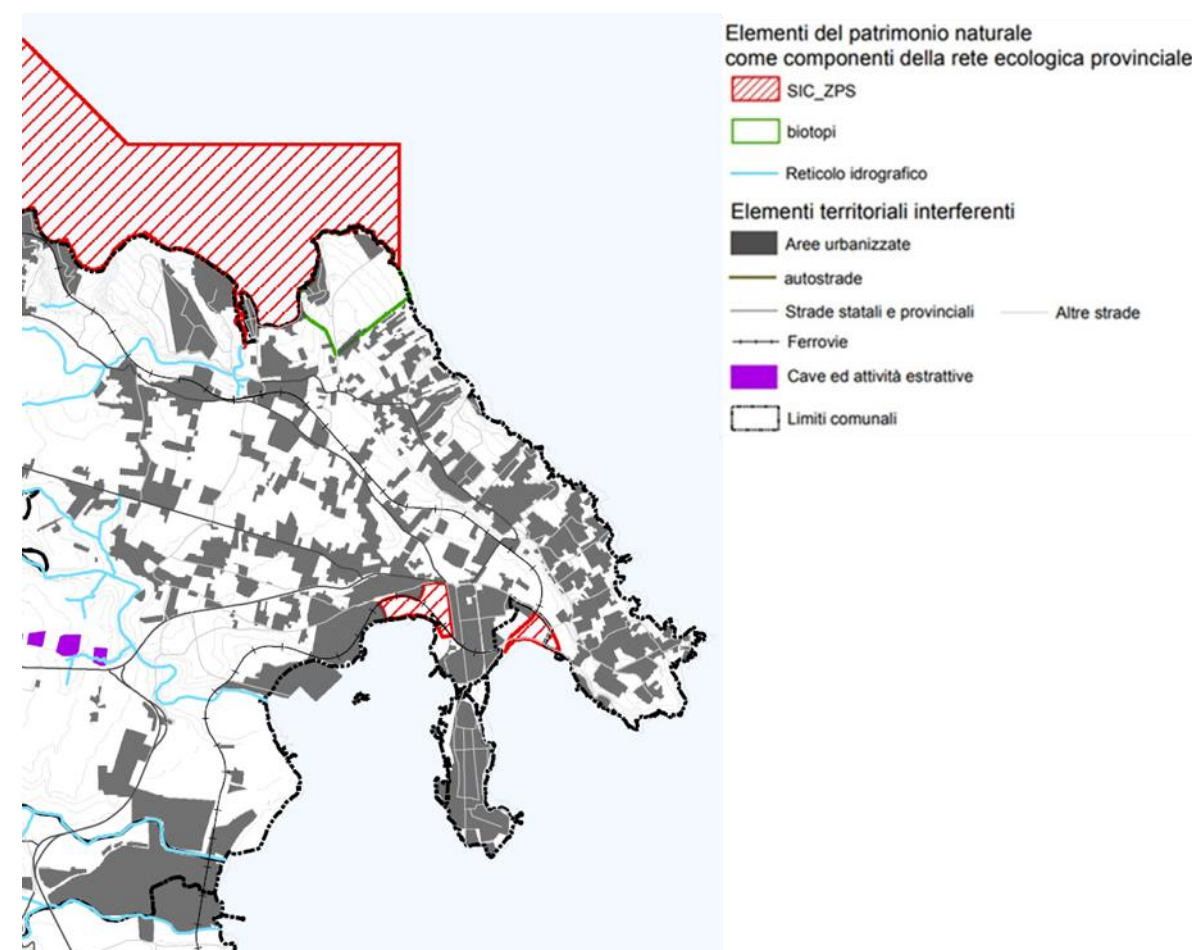 Elementi del patrimonio naturale
come componenti della rete ecologica provinciale
SIC_ZPS
biotopi
Reticolo idrografico
Elementi territoriali interferenti
Aree urbanizzate
autostrade
Strade statali e provinciali Altre strade
Ferrovie
Cave ed attività estrattive
Limiti comunali